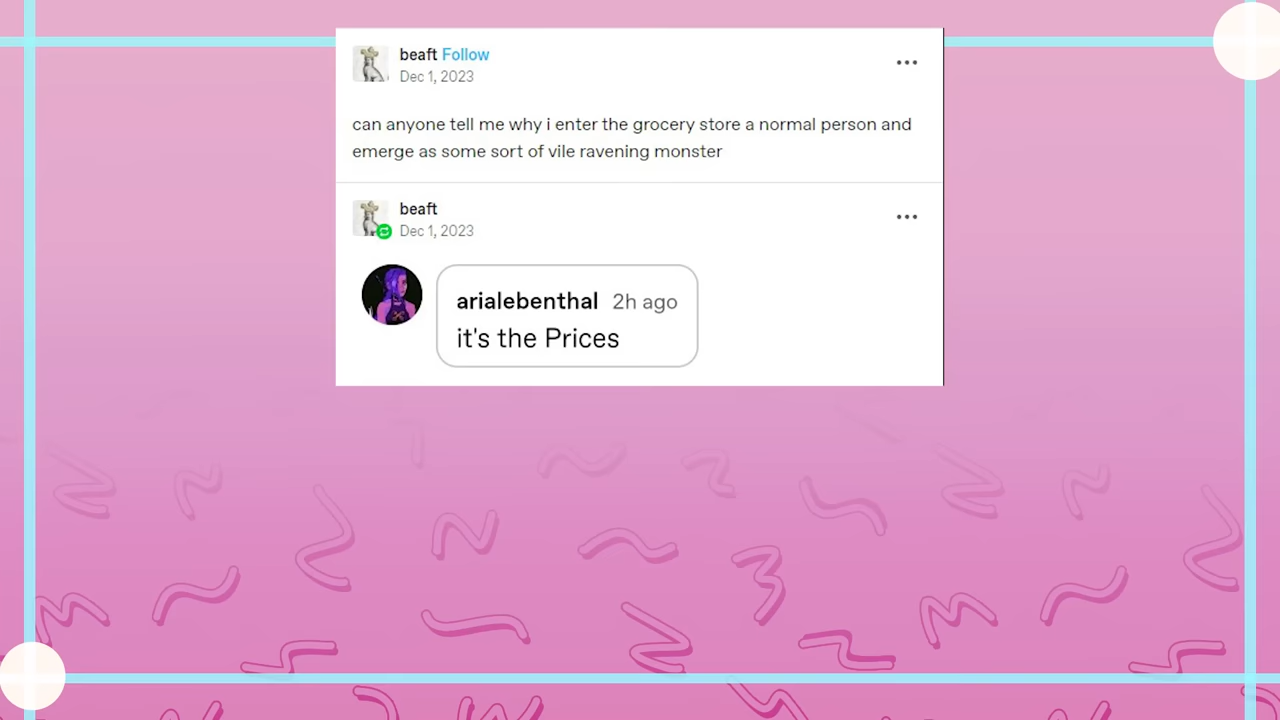 beaft Follow
Dec 1, 2023
can anyone tell me why i enter the grocery store a normal person and
emerge as some sort of vile ravening monster
beaft
Dec 1, 2023
arialebenthal 2h ago
it's the Prices